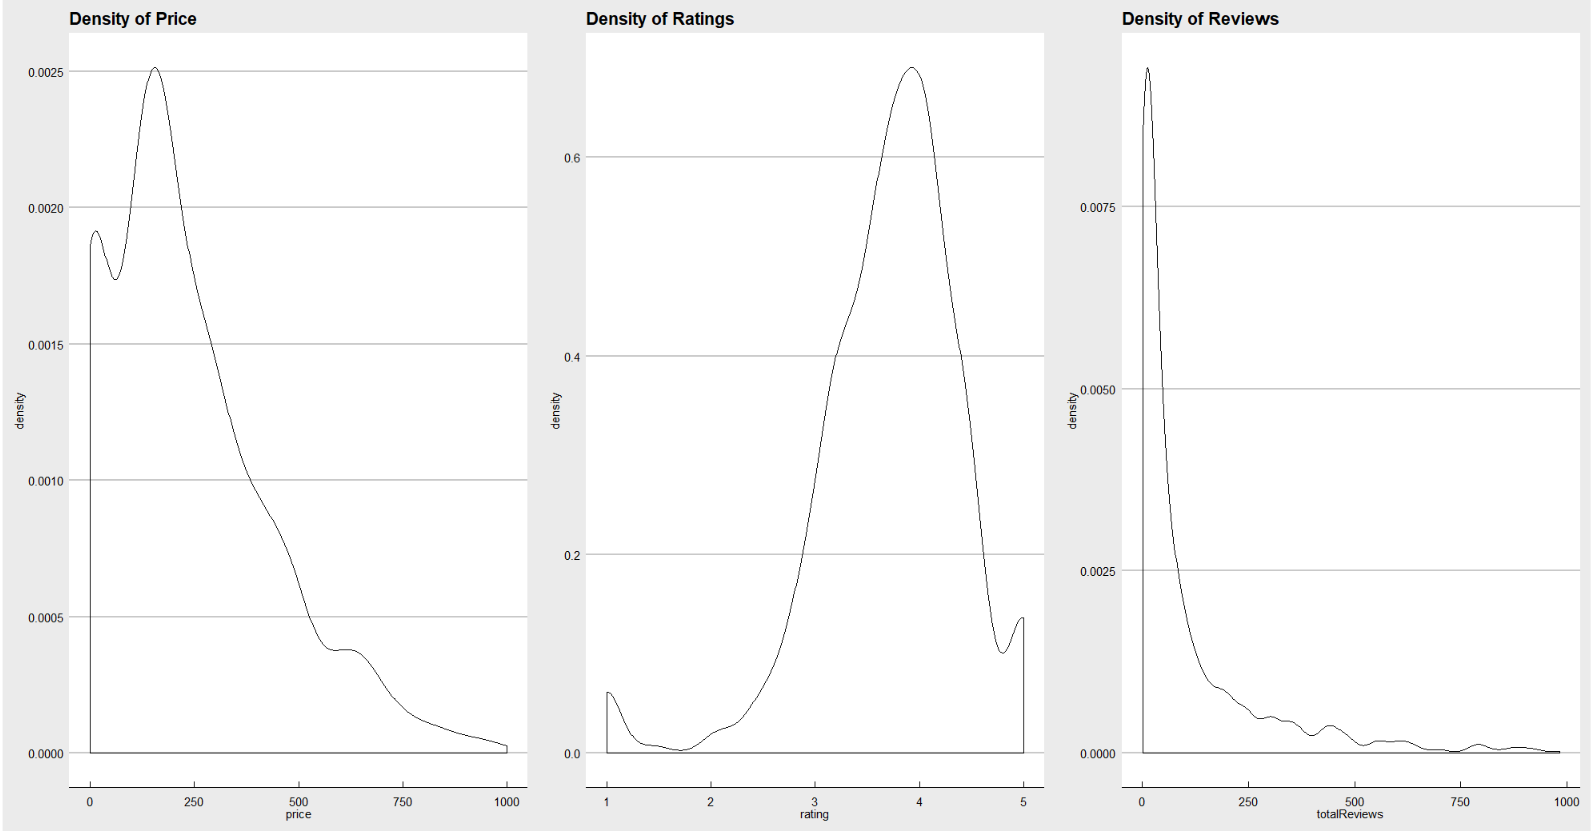 Density of Price
0.0025
0.0020
0.0015
0.0010
0.0005
0.0000
density
0 250 500 750 1000
price
Density of Ratings
0.6
0.4
0.2
0.0
density
1 2 3 4 5
rating
Density of Reviews
0.0075
0.0050
0.0025
0.0000
density
0 250 500 750 1000
totalReviews